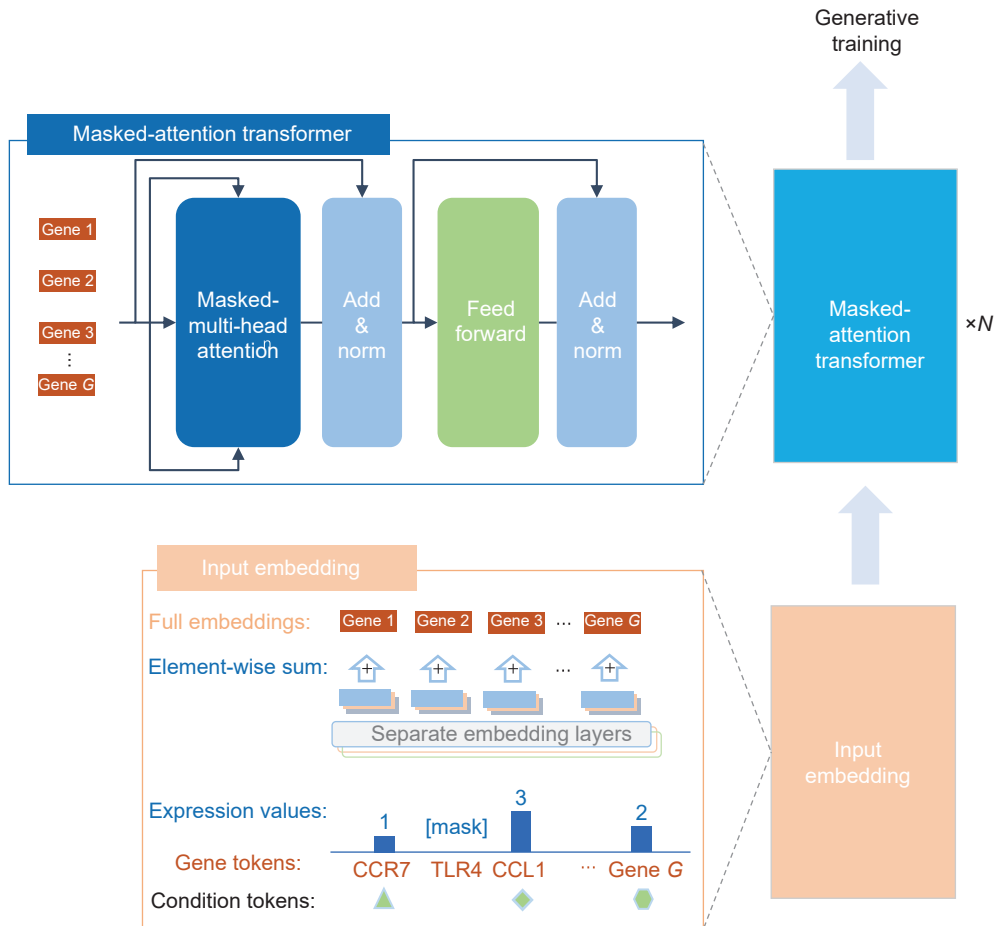 Generative
training
Masked-attention transformer
Gene 1
Gene 2
Gene 3
⋮
Gene G
Masked-
multi-head
attention
Add
&
norm
Feed
forward
Add
&
norm
Masked-
attention
transformer
×N
Input embedding
Full embeddings: Gene 1 Gene 2 Gene 3 ... Gene G
Element-wise sum: + + + ... +
Separate embedding layers
Expression values: 1 [mask] 3 2
Gene tokens: CCR7 TLR4 CCL1 ... Gene G
Condition tokens:
Input
embedding